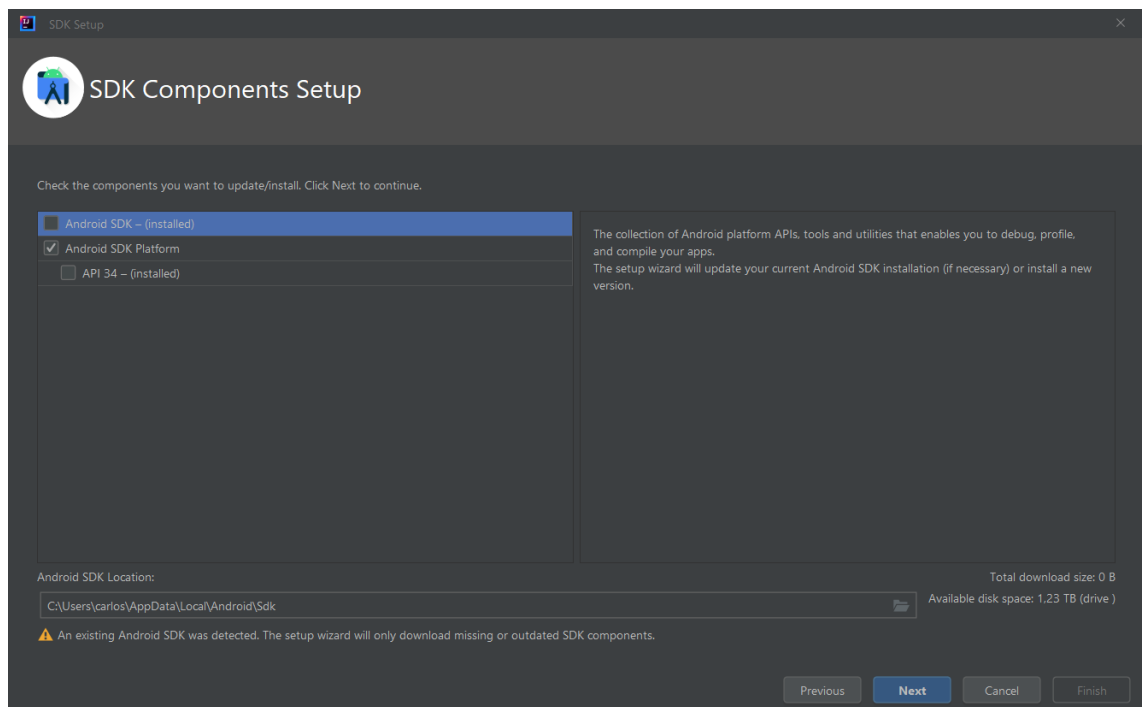 SDK Setup
SDK Components Setup
Check the components you want to update/install. Click Next to continue.
Android SDK – (installed)
Android SDK Platform
API 34 – (installed)
The collection of Android platform APIs, tools and utilities that enables you to debug, profile,
and compile your apps.
The setup wizard will update your current Android SDK installation (if necessary) or install a new
version.
Android SDK Location:
Total download size: 0 B
C:\Users\carlos\AppData\Local\Android\Sdk
Available disk space: 1,23 TB (drive )
An existing Android SDK was detected. The setup wizard will only download missing or outdated SDK components.
Previous
Next
Cancel
Finish